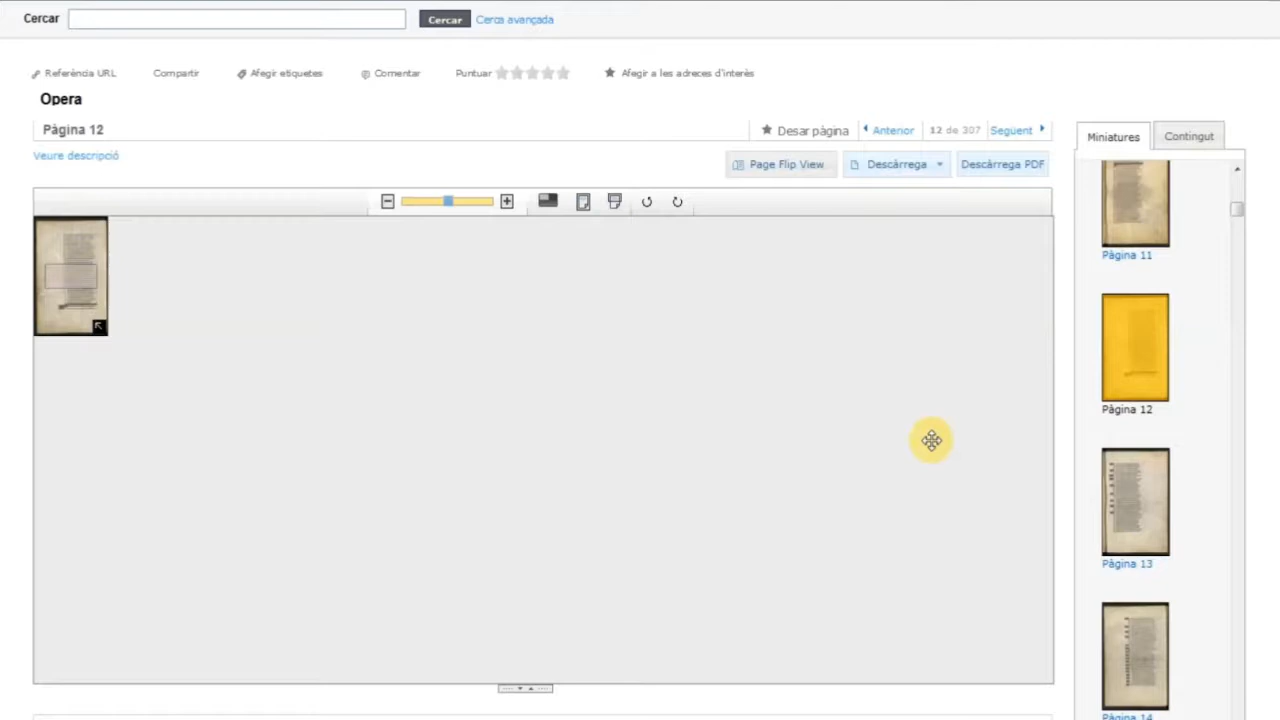 Cercar
Cercar
Cerca avançada
Referència URL
Compartir
Afegir etiquetes
Comentar
Puntuar
Afegir a les adreces d'interès
Opera
Pàgina 12
Desar pàgina
Anterior
12 de 307
Següent
Veure descripció
Page Flip View
Descàrrega
Descàrrega PDF
Miniatures
Contingut
Pàgina 11
Pàgina 12
Pàgina 13
Pàgina 14